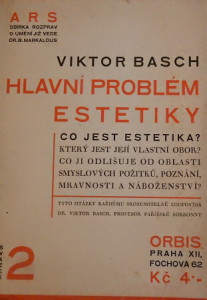 ARS
SBÍRKA ROZPRAV
O UMĚNÍ JIŽ VEDE
DR. B. MARKALOUS
VIKTOR BASCH
HLAVNÍ PROBLÉM
ESTETIKY
CO JEST ESTETIKA?
KTERÝ JEST JEJÍ VLASTNÍ OBOR?
CO JI ODLIŠUJE OD OBLASTI
SMYSLOVÝCH POŽITKŮ, POZNÁNÍ,
MRAVNOSTI A NÁBOŽENSTVÍ?
TYTO OTÁZKY KAŽDÉMU SROZUMITELNĚ ZODPOVÍDÁ
DR. VIKTOR BASCH, PROFESOR PAŘÍŽSKÉ SORBONNY
ORBIS
PRAHA XII,
FOCHOVA 62
2
Kč 4·-